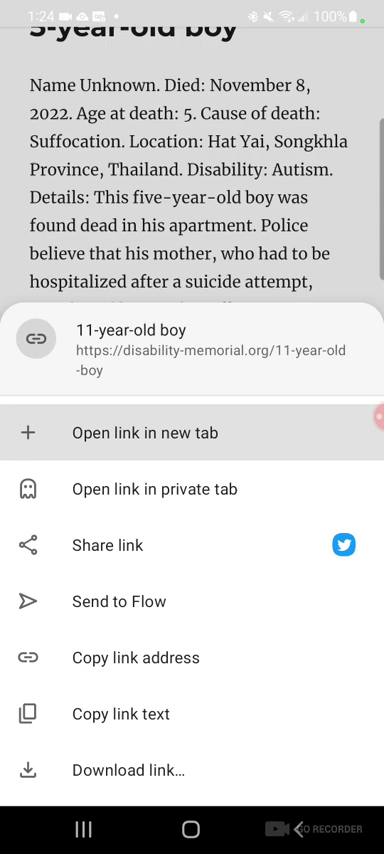 1:24
100%
5-year-old boy
Name Unknown. Died: November 8,
2022. Age at death: 5. Cause of death:
Suffocation. Location: Hat Yai, Songkhla
Province, Thailand. Disability: Autism.
Details: This five-year-old boy was
found dead in his apartment. Police
believe that his mother, who had to be
hospitalized after a suicide attempt,
11-year-old boy
https://disability-memorial.org/11-year-old
-boy
Open link in new tab
Open link in private tab
Share link
Send to Flow
Copy link address
Copy link text
Download link...
GO RECORDER